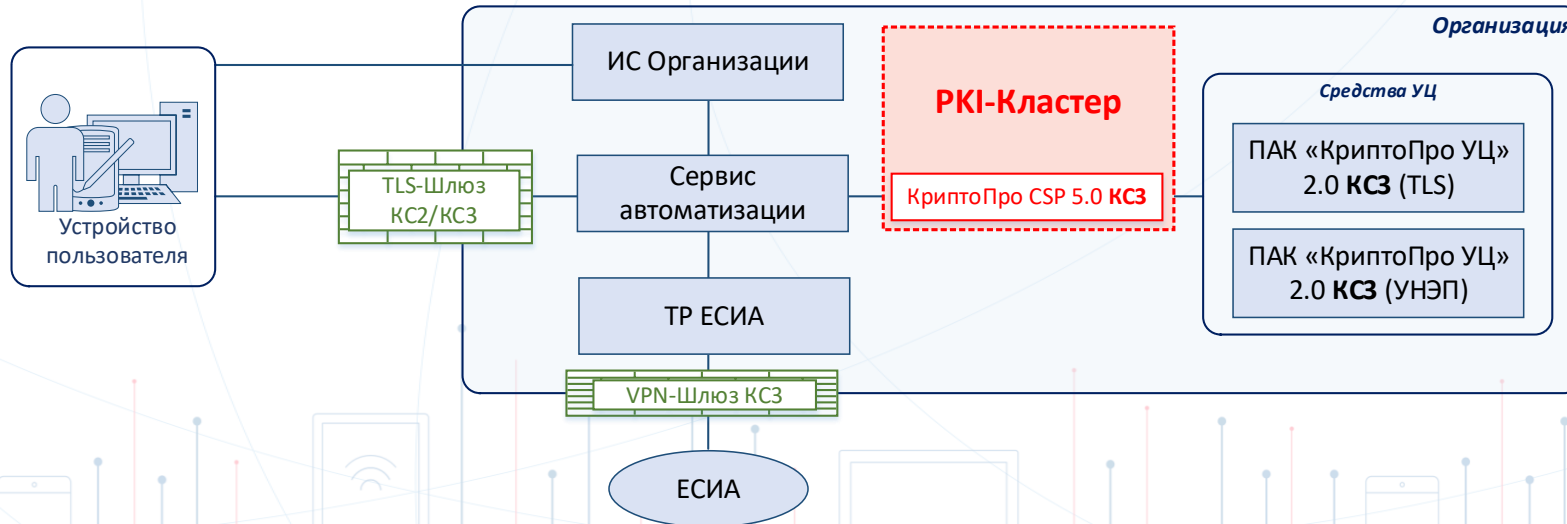 Организация
ИС Организации
PKI-Кластер
КриптоПро CSP 5.0 КС3
Средства УЦ
ПАК «КриптоПро УЦ»
2.0 КС3 (TLS)
ПАК «КриптоПро УЦ»
2.0 КС3 (УНЭП)
Устройство
пользователя
TLS-Шлюз
КС2/КС3
Сервис
автоматизации
ТР ЕСИА
VPN-Шлюз КС3
ЕСИА